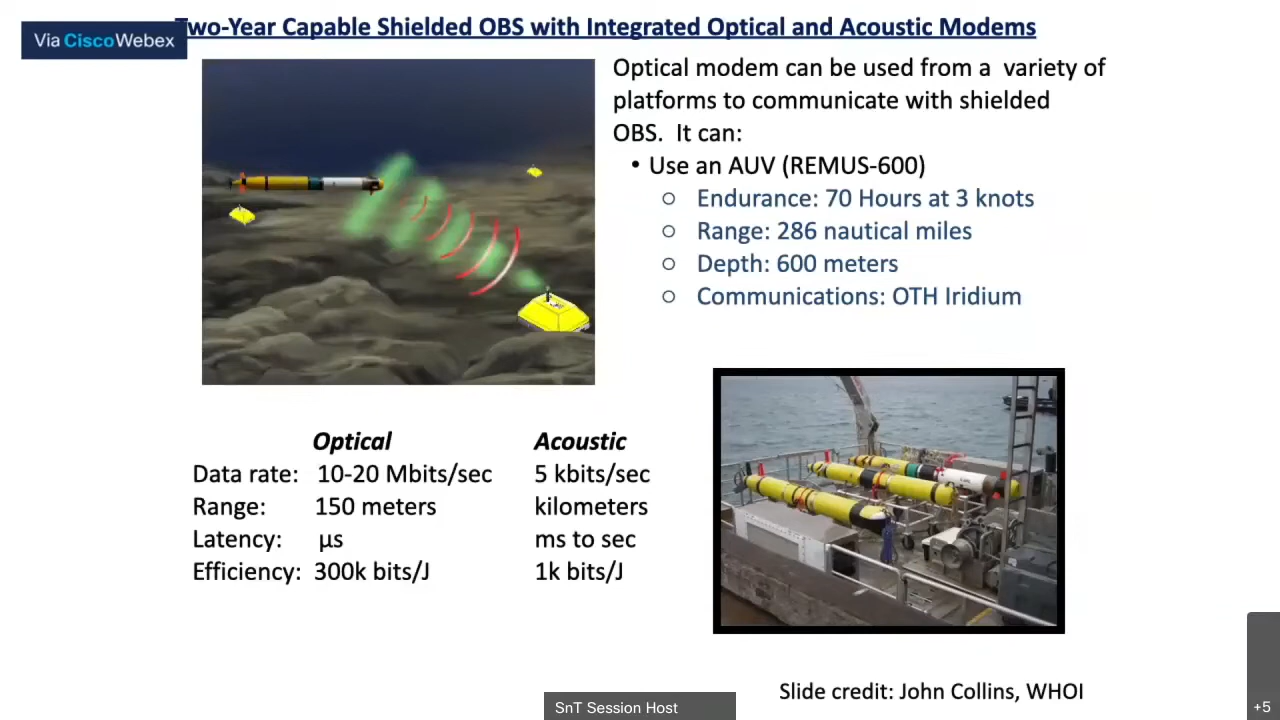 Two-Year Capable Shielded OBS with Integrated Optical and Acoustic Modems
Via CiscoWebex
Optical modem can be used from a variety of
platforms to communicate with shielded
OBS. It can:
• Use an AUV (REMUS-600)
○ Endurance: 70 Hours at 3 knots
○ Range: 286 nautical miles
○ Depth: 600 meters
○ Communications: OTH Iridium
Optical Acoustic
Data rate: 10-20 Mbits/sec 5 kbits/sec
Range: 150 meters kilometers
Latency: µs ms to sec
Efficiency: 300k bits/J 1k bits/J
Slide credit: John Collins, WHOI
SnT Session Host
+5